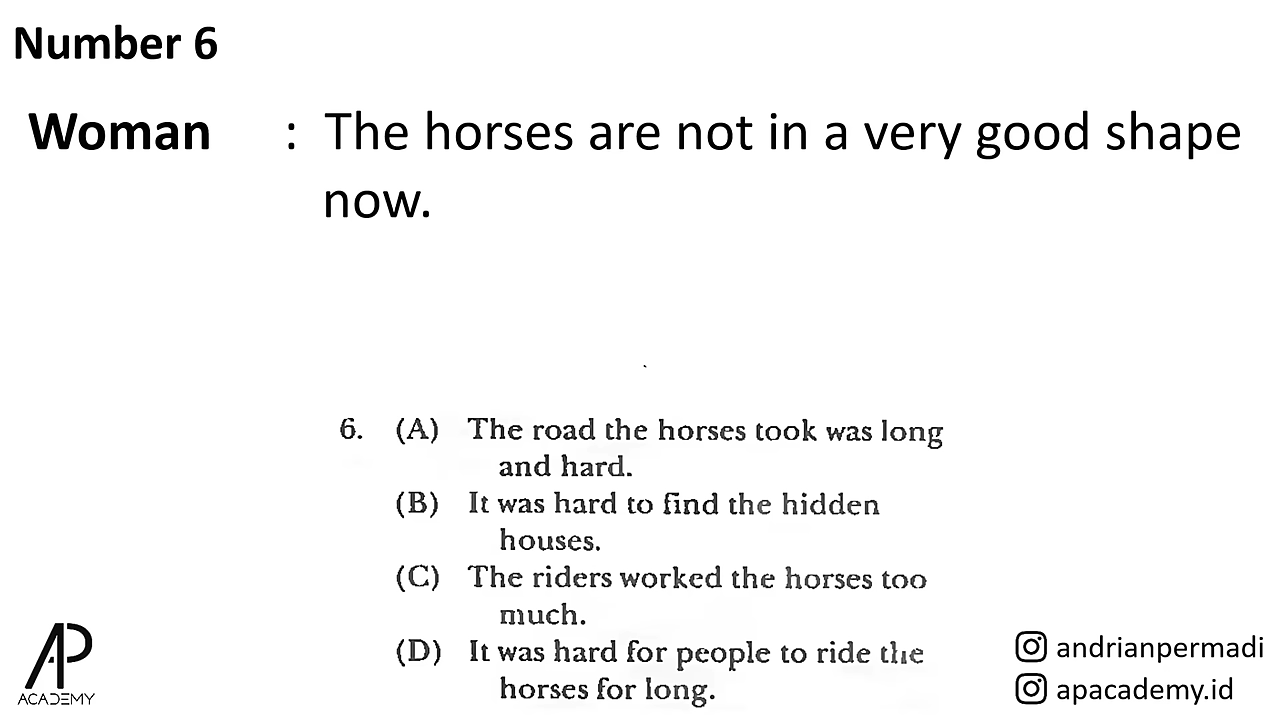 Number 6
Woman : The horses are not in a very good shape
now.
6. (A) The road the horses took was long
and hard.
(B) It was hard to find the hidden
houses.
(C) The riders worked the horses too
much.
(D) It was hard for people to ride the
horses for long.
AP
ACADEMY
andrianpermadi
apacademy.id